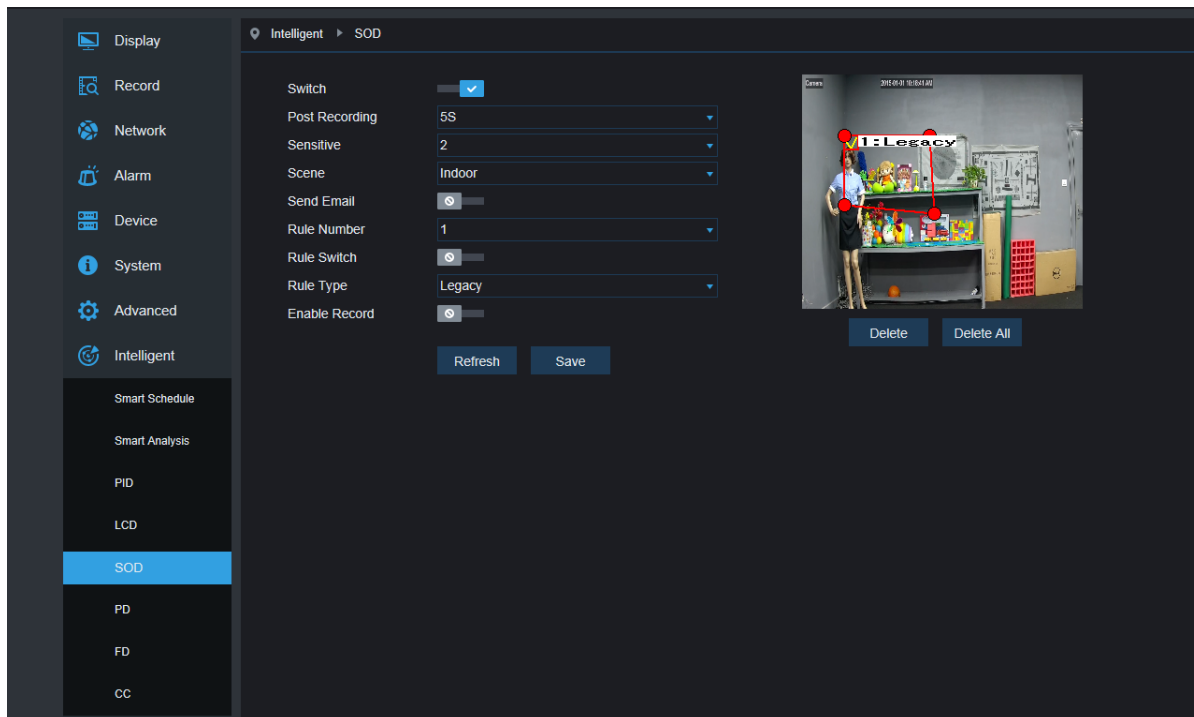 Display
Record
Network
Alarm
Device
System
Advanced
Intelligent
Smart Schedule
Smart Analysis
PID
LCD
SOD
PD
FD
CC
Intelligent SOD
Switch
Post Recording 5S
Sensitive 2
Scene Indoor
Send Email
Rule Number 1
Rule Switch
Rule Type Legacy
Enable Record
Refresh Save
Camera
1:Legacy
Delete Delete All